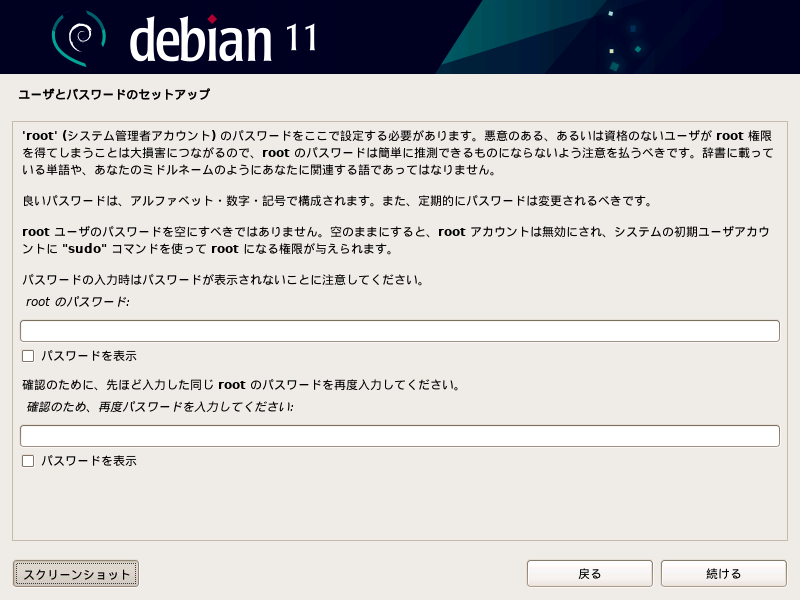 debian 11
ユーザとパスワードのセットアップ
'root' (システム管理者アカウント) のパスワードをここで設定する必要があります。悪意のある、あるいは資格のないユーザが root 権限
を得てしまうことは大損害につながるので、root のパスワードは簡単に推測できるものにならないよう注意を払うべきです。辞書に載って
いる単語や、あなたのミドルネームのようにあなたに関連する語であってはなりません。
良いパスワードは、アルファベット・数字・記号で構成されます。また、定期的にパスワードは変更されるべきです。
root ユーザのパスワードを空にすべきではありません。空のままにすると、root アカウントは無効にされ、システムの初期ユーザアカウ
ントに "sudo" コマンドを使って root になる権限が与えられます。
パスワードの入力時はパスワードが表示されないことに注意してください。
root のパスワード:
パスワードを表示
確認のために、先ほど入力した同じ root のパスワードを再度入力してください。
確認のため、再度パスワードを入力してください:
パスワードを表示
スクリーンショット
戻る
続ける